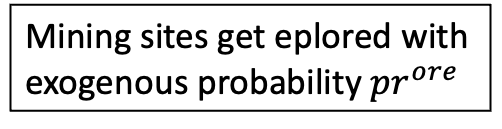 Mining sites get eplored with
exogenous probability $pr^{ore}$